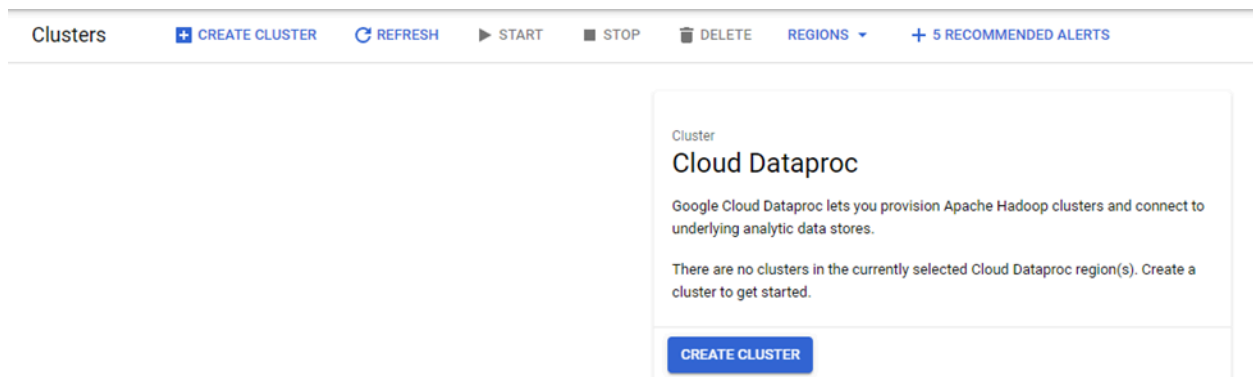 Clusters CREATE CLUSTER REFRESH START STOP DELETE REGIONS 5 RECOMMENDED ALERTS
Cluster
Cloud Dataproc
Google Cloud Dataproc lets you provision Apache Hadoop clusters and connect to
underlying analytic data stores.
There are no clusters in the currently selected Cloud Dataproc region(s). Create a
cluster to get started.
CREATE CLUSTER